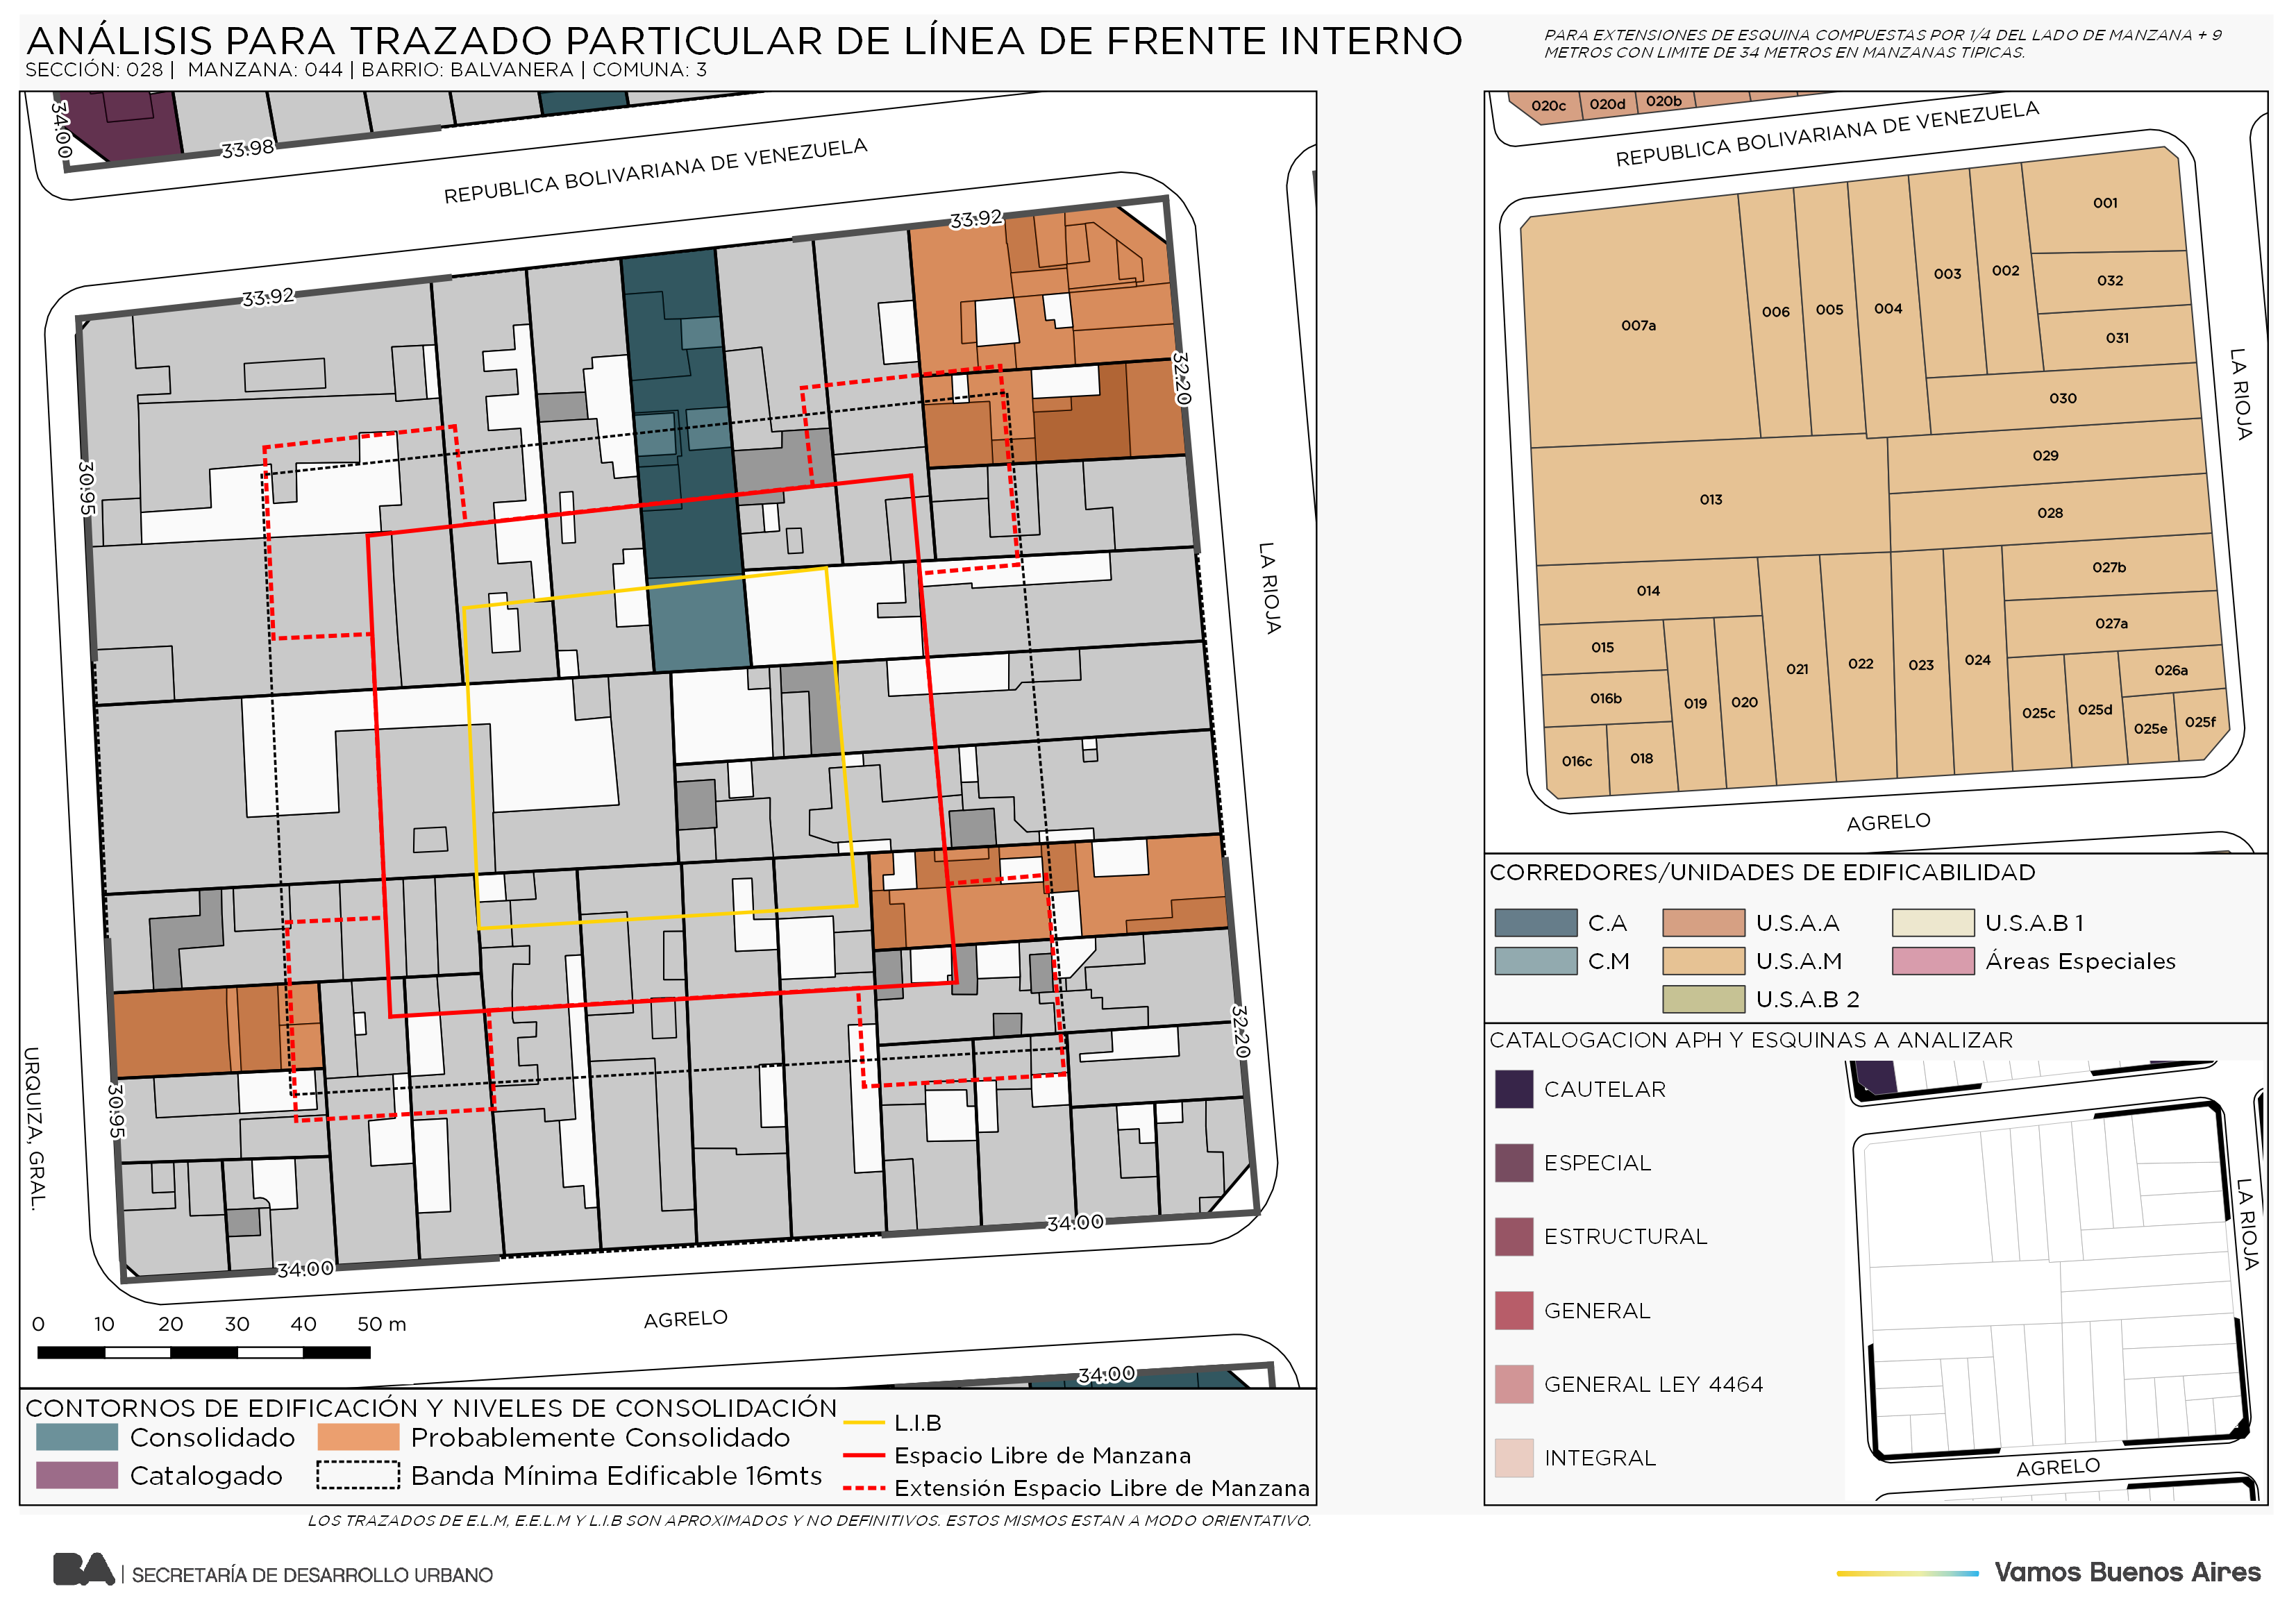 ANÁLISIS PARA TRAZADO PARTICULAR DE LÍNEA DE FRENTE INTERNO
SECCIÓN: 028 | MANZANA: 044 | BARRIO: BALVANERA | COMUNA: 3
PARA EXTENSIONES DE ESQUINA COMPUESTAS POR 1/4 DEL LADO DE MANZANA + 9
METROS CON LIMITE DE 34 METROS EN MANZANAS TIPICAS.
34.00
33.98
REPUBLICA BOLIVARIANA DE VENEZUELA
33.92
33.92
32.20
30.95
LA RIOJA
32.20
30.95
URQUIZA, GRAL.
34.00
34.00
AGRELO
34.00
0 10 20 30 40 50 m
CONTORNOS DE EDIFICACIÓN Y NIVELES DE CONSOLIDACIÓN
Consolidado
Probablemente Consolidado
Catalogado
Banda Mínima Edificable 16mts
L.I.B
Espacio Libre de Manzana
Extensión Espacio Libre de Manzana
LOS TRAZADOS DE E.L.M, E.E.L.M Y L.I.B SON APROXIMADOS Y NO DEFINITIVOS. ESTOS MISMOS ESTAN A MODO ORIENTATIVO.
020c
020d
020b
REPUBLICA BOLIVARIANA DE VENEZUELA
001
002
003
004
005
006
007a
032
031
030
029
028
013
014
027b
027a
015
016b
019
020
021
022
023
024
026a
025c
025d
025e
025f
016c
018
LA RIOJA
AGRELO
CORREDORES/UNIDADES DE EDIFICABILIDAD
C.A
U.S.A.A
U.S.A.B 1
C.M
U.S.A.M
Áreas Especiales
U.S.A.B 2
CATALOGACION APH Y ESQUINAS A ANALIZAR
CAUTELAR
ESPECIAL
ESTRUCTURAL
GENERAL
GENERAL LEY 4464
INTEGRAL
LA RIOJA
AGRELO
BA | SECRETARÍA DE DESARROLLO URBANO
Vamos Buenos Aires